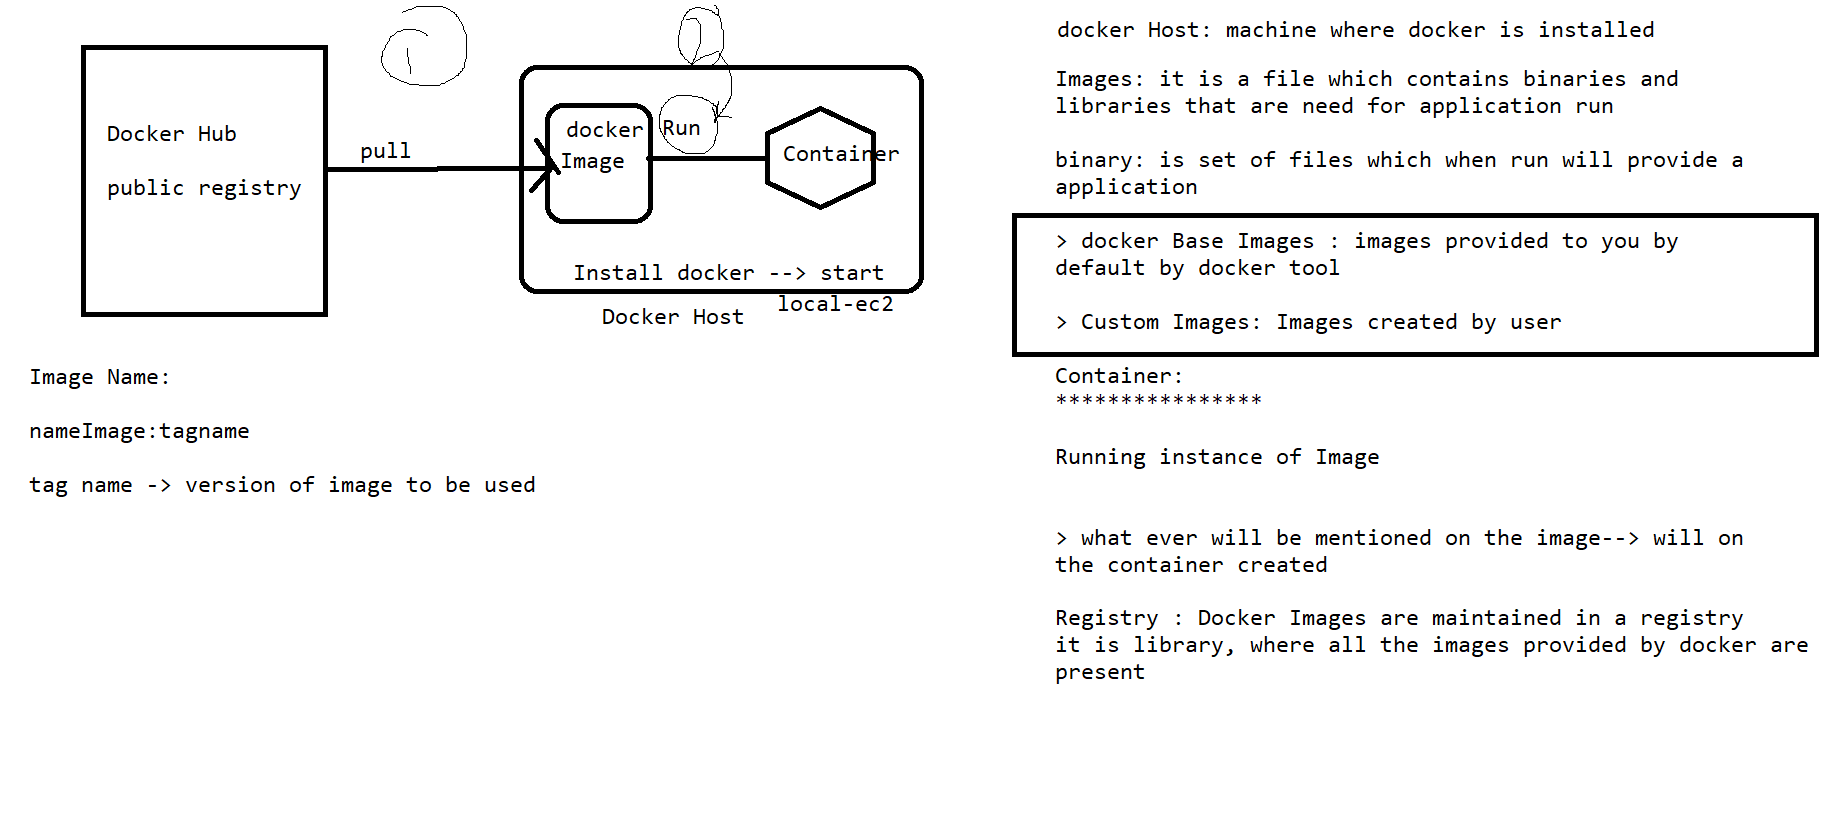 Docker Hub
public registry
1
pull
2
docker
Image
Run
Container
Install docker --> start
local-ec2
Docker Host
Image Name:
nameImage:tagname
tag name -> version of image to be used
docker Host: machine where docker is installed
Images: it is a file which contains binaries and
libraries that are need for application run
binary: is set of files which when run will provide a
application
> docker Base Images : images provided to you by
default by docker tool
> Custom Images: Images created by user
Container:
****************
Running instance of Image
> what ever will be mentioned on the image--> will on
the container created
Registry : Docker Images are maintained in a registry
it is library, where all the images provided by docker are
present